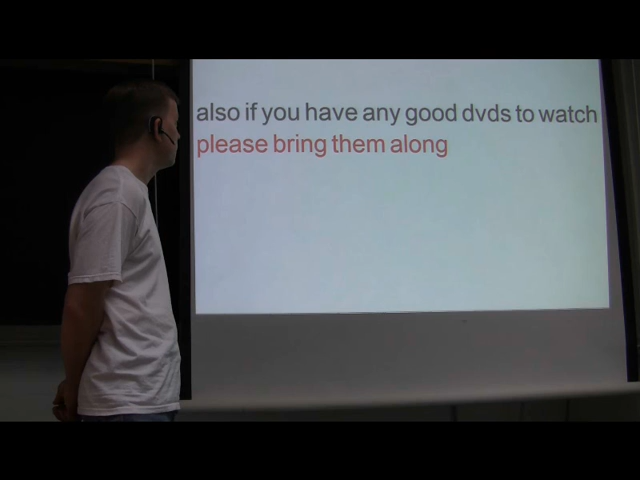 also if you have any good dvds to watch
please bring them along